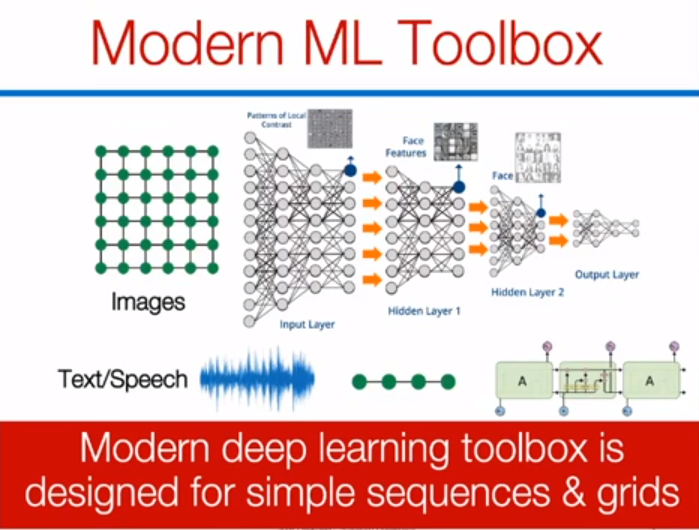 Modern ML Toolbox
Patterns of Local
Contrast
Face
Features
Face
Output Layer
Hidden Layer 2
Hidden Layer 1
Input Layer
Images
Text/Speech
A
A
Modern deep learning toolbox is
designed for simple sequences & grids